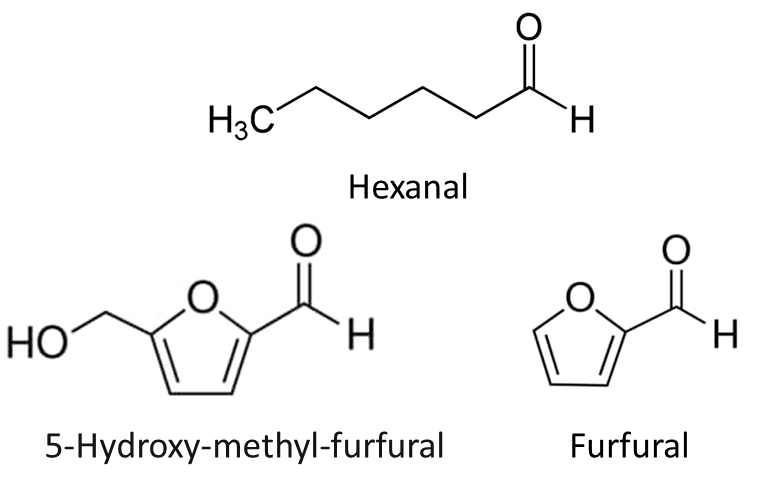 O
H₃C H
Hexanal
O O
O O
HO H H
5-Hydroxy-methyl-furfural Furfural